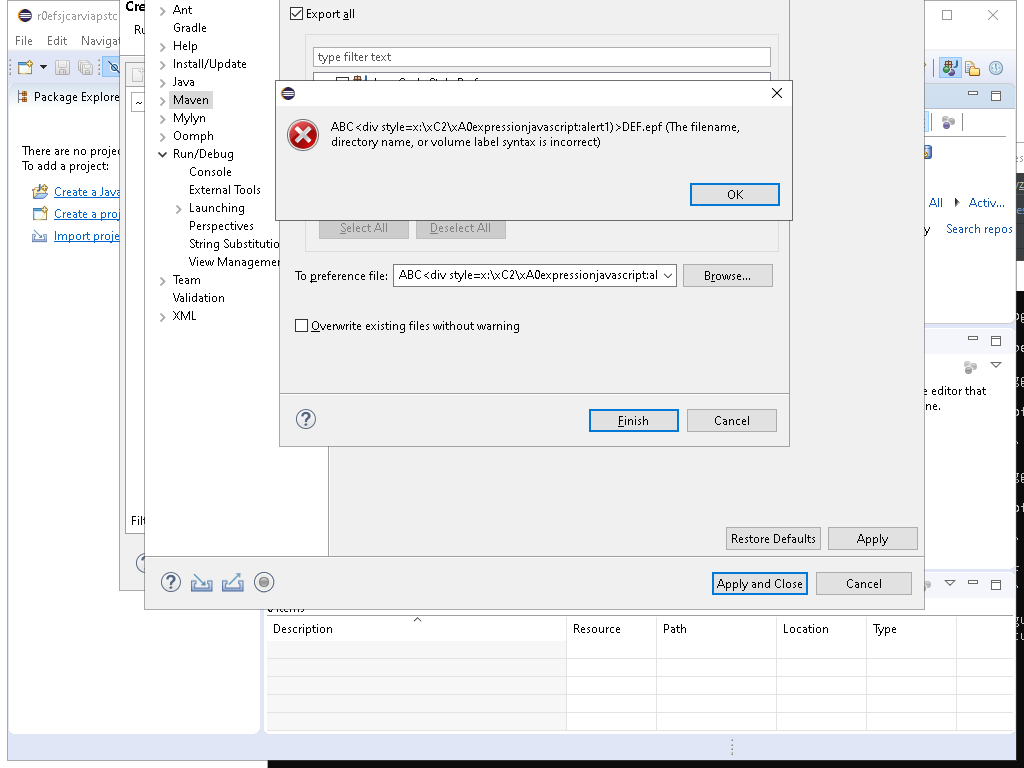 r0efsjcarviapstc
File Edit Navigat
Package Explore
There are no projec
To add a project:
Create a Java
Create a proj
Import proje
Cre
Ru
~
Filt
Ant
Gradle
Help
Install/Update
Java
Maven
Mylyn
Oomph
Run/Debug
Console
External Tools
Launching
Perspectives
String Substitutio
View Managemer
Team
Validation
XML
Export all
type filter text
ABC<div style=x:\xC2\xA0expressionjavascript:alert1)>DEF.epf (The filename,
directory name, or volume label syntax is incorrect)
OK
Select All Deselect All
To preference file: ABC<div style=x:\xC2\xA0expressionjavascript:al Browse...
Overwrite existing files without warning
Finish Cancel
Restore Defaults Apply
Apply and Close Cancel
All Activ...
y Search repos
e editor that
ne.
Description Resource Path Location Type